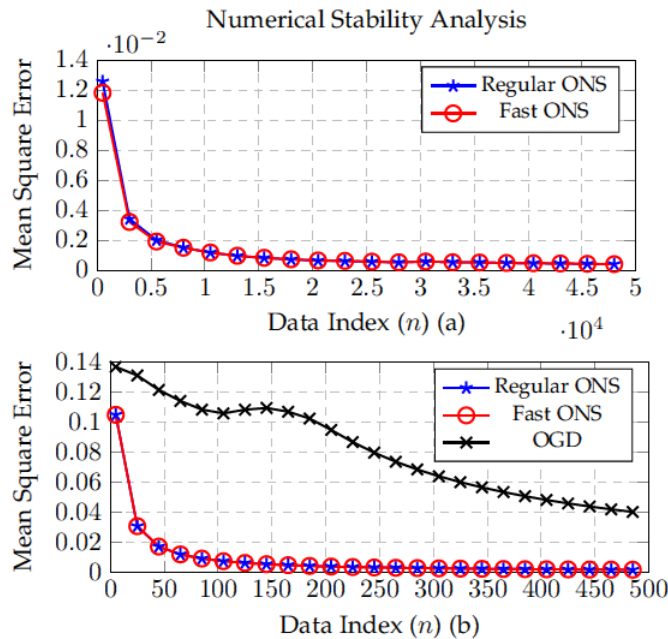 Numerical Stability Analysis
·10⁻²
1.4
1.2
1
0.8
0.6
0.4
0.2
0
Mean Square Error
Regular ONS
Fast ONS
0 0.5 1 1.5 2 2.5 3 3.5 4 4.5 5
Data Index (n) (a)
·10⁴
0.14
0.12
0.1
0.08
0.06
0.04
0.02
0
Mean Square Error
Regular ONS
Fast ONS
OGD
0 50 100 150 200 250 300 350 400 450 500
Data Index (n) (b)